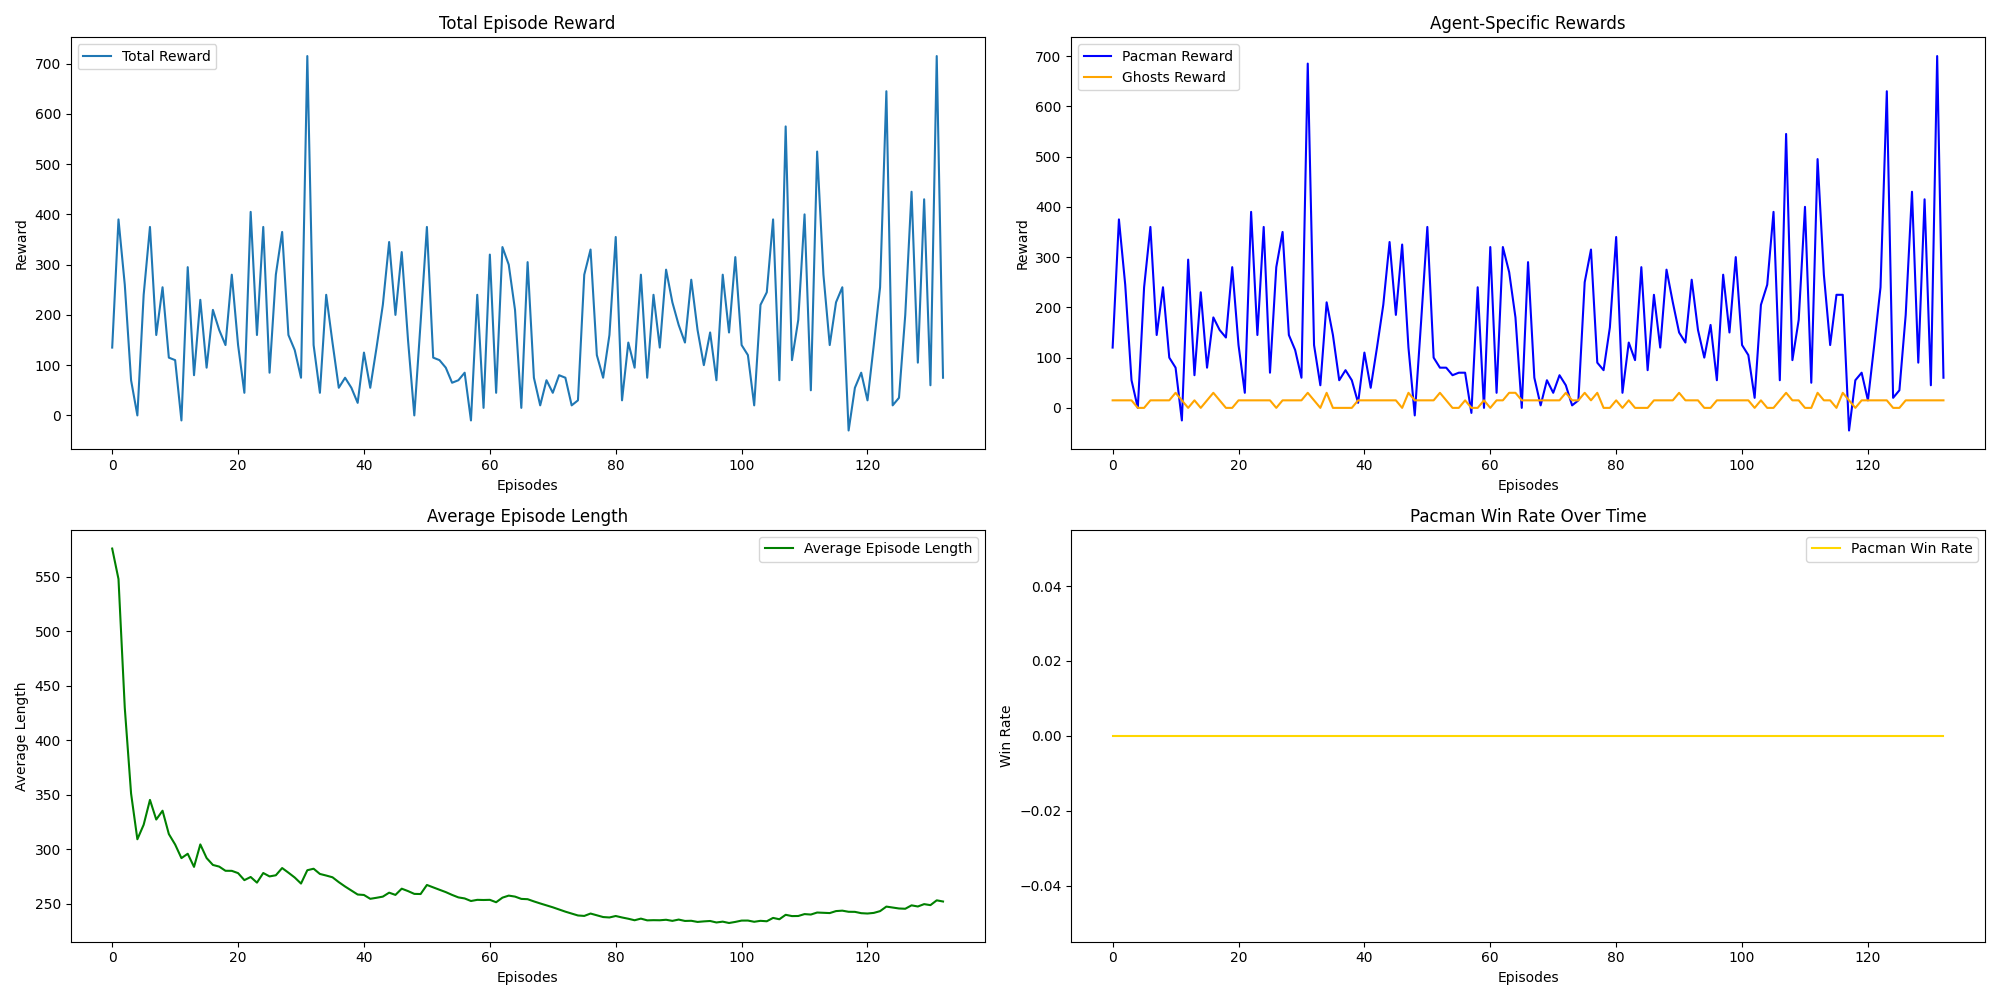 Total Episode Reward
Total Reward
700
600
500
400
300
200
100
0
Reward
0 20 40 60 80 100 120
Episodes
Agent-Specific Rewards
Pacman Reward
Ghosts Reward
700
600
500
400
300
200
100
0
Reward
0 20 40 60 80 100 120
Episodes
Average Episode Length
Average Episode Length
550
500
450
400
350
300
250
Average Length
0 20 40 60 80 100 120
Episodes
Pacman Win Rate Over Time
Pacman Win Rate
0.04
0.02
0.00
−0.02
−0.04
Win Rate
0 20 40 60 80 100 120
Episodes